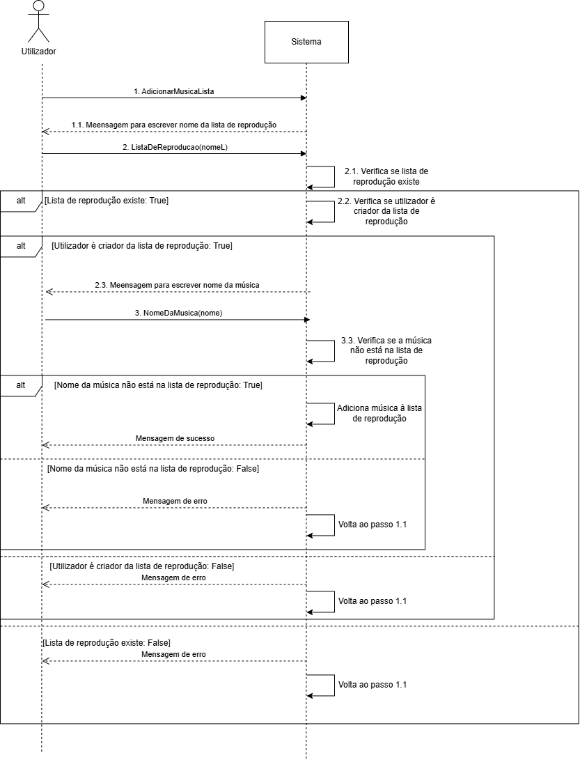 Utilizador
Sistema
1. AdicionarMusicaLista
1.1. Meensagem para escrever nome da lista de reprodução
2. ListaDeReproducao(nomeL)
2.1. Verifica se lista de
reprodução existe
alt
[Lista de reprodução existe: True]
2.2. Verifica se utilizador é
criador da lista de
reprodução
alt
[Utilizador é criador da lista de reprodução: True]
2.3. Meensagem para escrever nome da música
3. NomeDaMusica(nome)
3.3. Verifica se a música
não está na lista de
reprodução
alt
[Nome da música não está na lista de reprodução: True]
Adiciona música à lista
de reprodução
Mensagem de sucesso
[Nome da música não está na lista de reprodução: False]
Mensagem de erro
Volta ao passo 1.1
[Utilizador é criador da lista de reprodução: False]
Mensagem de erro
Volta ao passo 1.1
[Lista de reprodução existe: False]
Mensagem de erro
Volta ao passo 1.1